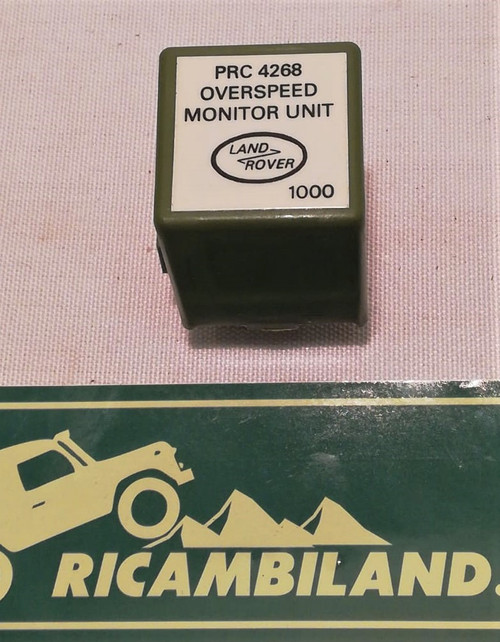 PRC 4268
OVERSPEED
MONITOR UNIT
LAND
ROVER
1000
RICAMBILAND.